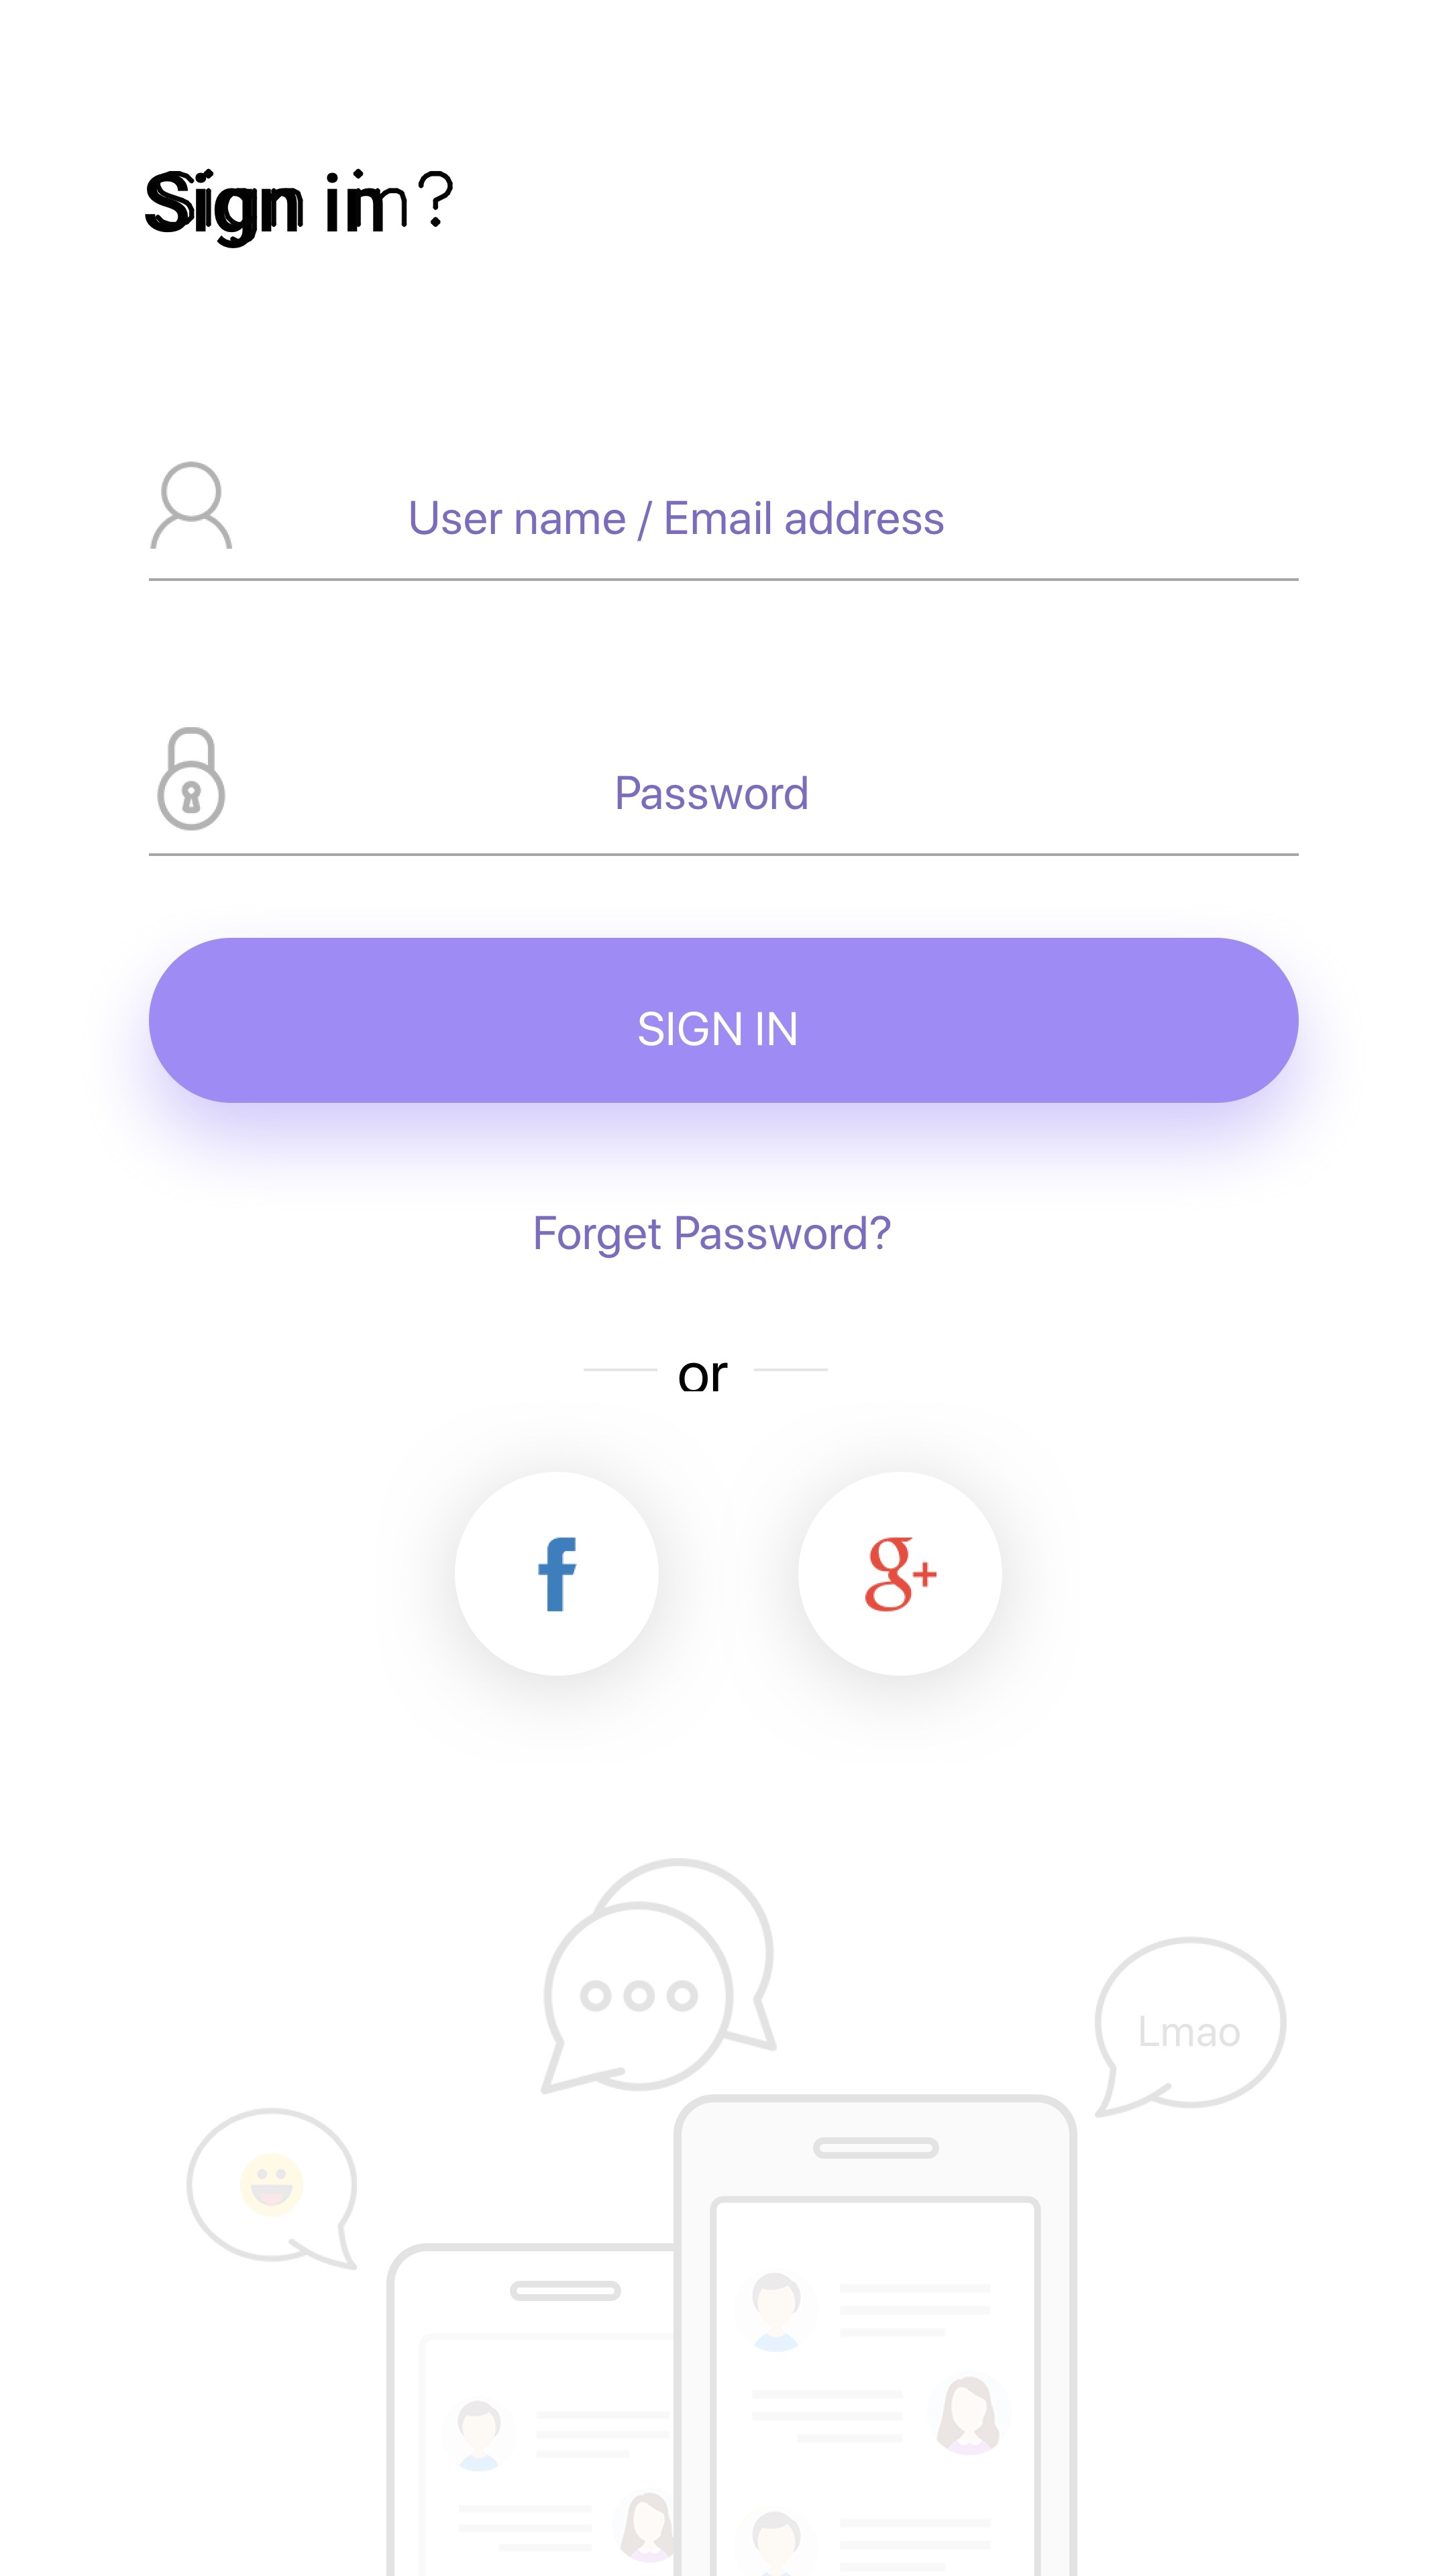 Sign in?
User name / Email address
Password
SIGN IN
Forget Password?
or
f
g+
Lmao